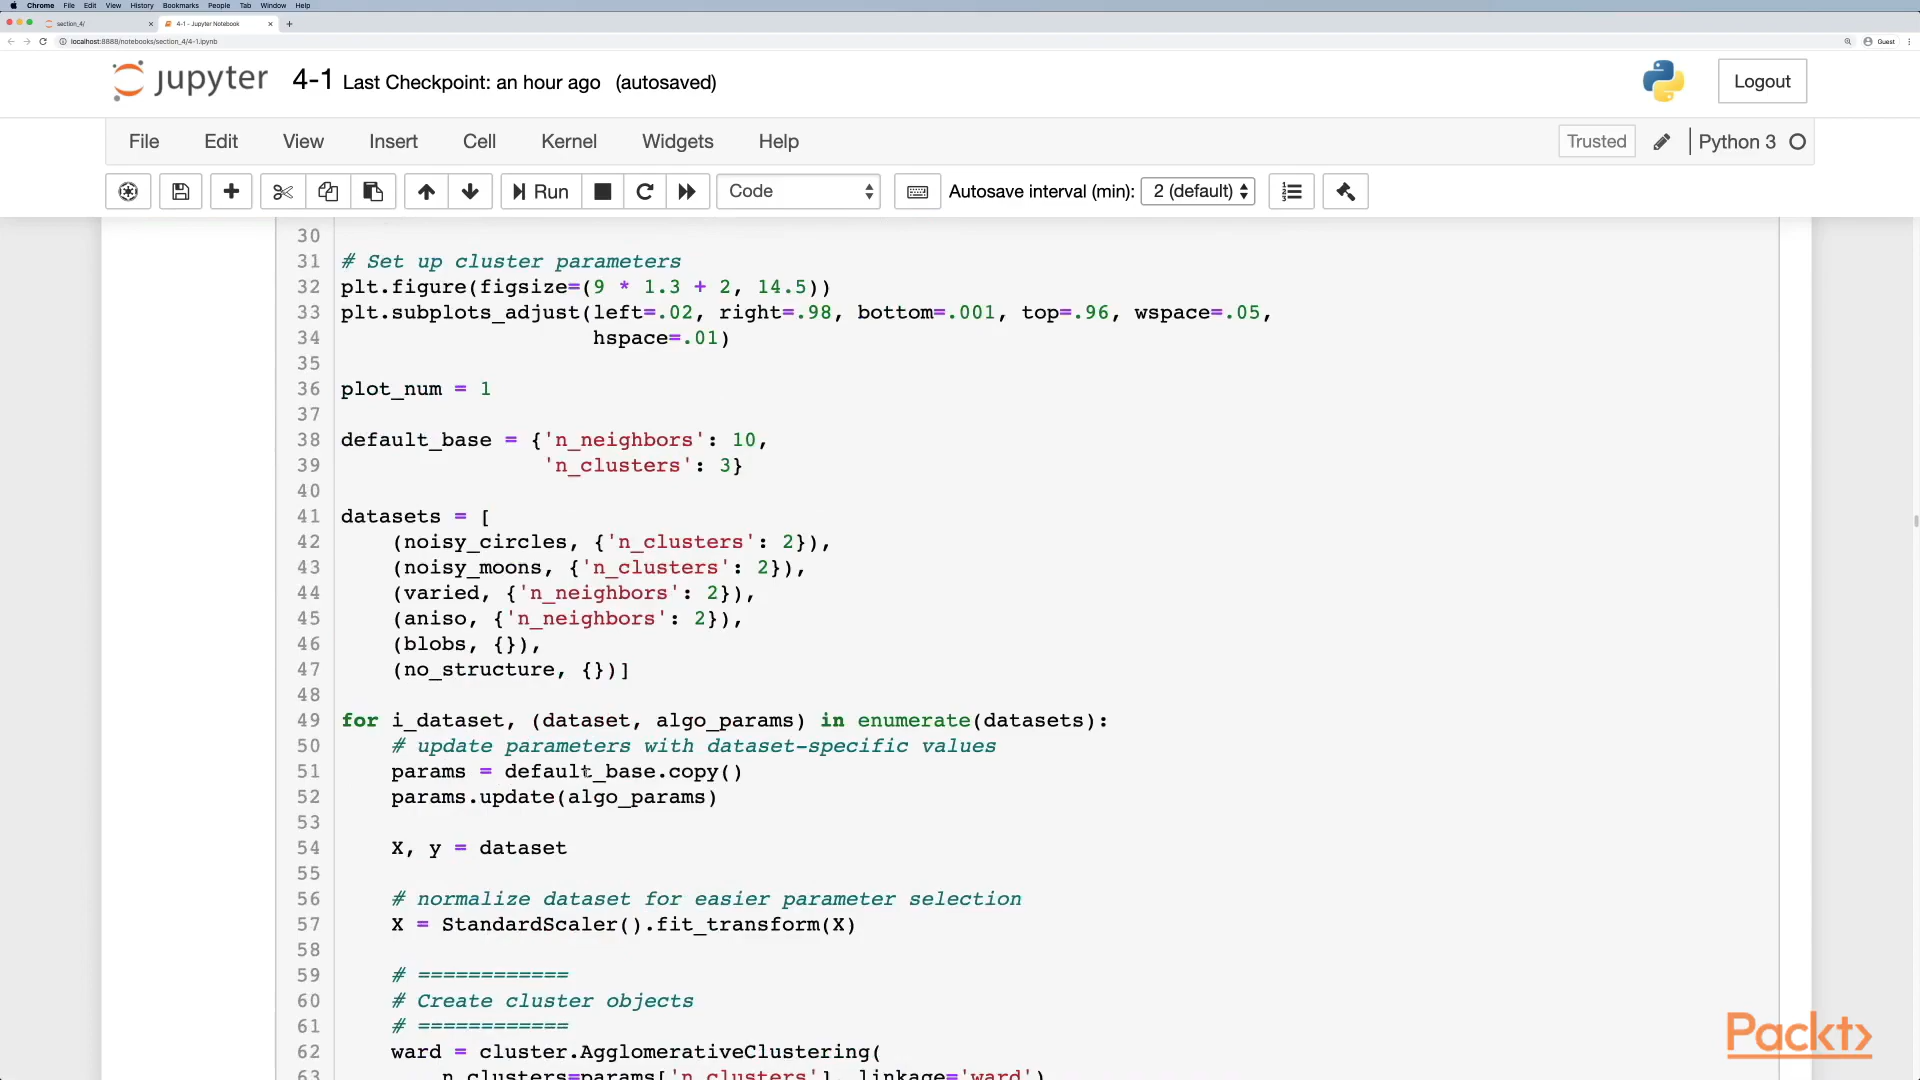 Chrome File Edit View History Bookmarks People Tab Window Help
section_4/
4-1 - Jupyter Notebook
localhost:8888/notebooks/section_4/4-1.ipynb
Guest
jupyter 4-1 Last Checkpoint: an hour ago (autosaved)
Logout
File Edit View Insert Cell Kernel Widgets Help
Trusted
Python 3
Run
Code
Autosave interval (min): 2 (default)
30
31 # Set up cluster parameters
32 plt.figure(figsize=(9 * 1.3 + 2, 14.5))
33 plt.subplots_adjust(left=.02, right=.98, bottom=.001, top=.96, wspace=.05,
34 hspace=.01)
35
36 plot_num = 1
37
38 default_base = {'n_neighbors': 10,
39 'n_clusters': 3}
40
41 datasets = [
42 (noisy_circles, {'n_clusters': 2}),
43 (noisy_moons, {'n_clusters': 2}),
44 (varied, {'n_neighbors': 2}),
45 (aniso, {'n_neighbors': 2}),
46 (blobs, {}),
47 (no_structure, {})]
48
49 for i_dataset, (dataset, algo_params) in enumerate(datasets):
50 # update parameters with dataset-specific values
51 params = default_base.copy()
52 params.update(algo_params)
53
54 X, y = dataset
55
56 # normalize dataset for easier parameter selection
57 X = StandardScaler().fit_transform(X)
58
59 # ============
60 # Create cluster objects
61 # ============
62 ward = cluster.AgglomerativeClustering(
63 n_clusters=params['n_clusters'], linkage='ward')
Packt>